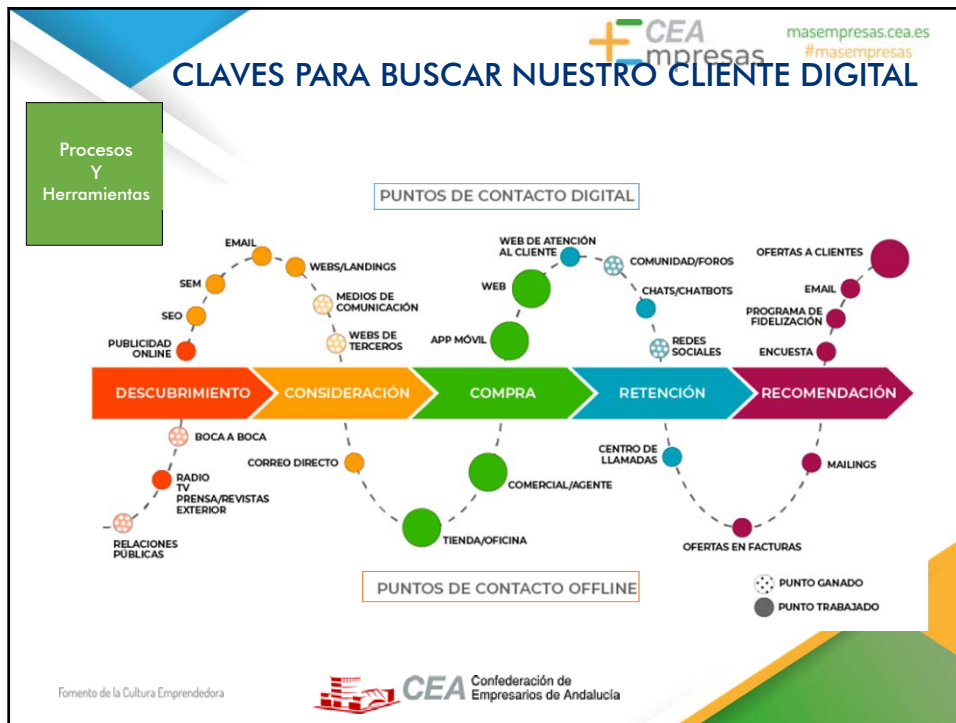 CEA
Empresas
masempresas.cea.es
#masempresas
CLAVES PARA BUSCAR NUESTRO CLIENTE DIGITAL
Procesos
Y
Herramientas
PUNTOS DE CONTACTO DIGITAL
EMAIL
WEBS/LANDINGS
SEM
MEDIOS DE
COMUNICACIÓN
SEO
WEBS DE
TERCEROS
PUBLICIDAD
ONLINE
WEB DE ATENCIÓN
AL CLIENTE
COMUNIDAD/FOROS
WEB
CHATS/CHATBOTS
APP MÓVIL
REDES
SOCIALES
OFERTAS A CLIENTES
EMAIL
PROGRAMA DE
FIDELIZACIÓN
ENCUESTA
DESCUBRIMIENTO
CONSIDERACIÓN
COMPRA
RETENCIÓN
RECOMENDACIÓN
BOCA A BOCA
RADIO
TV
PRENSA/REVISTAS
EXTERIOR
RELACIONES
PÚBLICAS
CORREO DIRECTO
TIENDA/OFICINA
COMERCIAL/AGENTE
CENTRO DE
LLAMADAS
OFERTAS EN FACTURAS
MAILINGS
PUNTOS DE CONTACTO OFFLINE
PUNTO GANADO
PUNTO TRABAJADO
Fomento de la Cultura Emprendedora
CEA
Confederación de
Empresarios de Andalucía